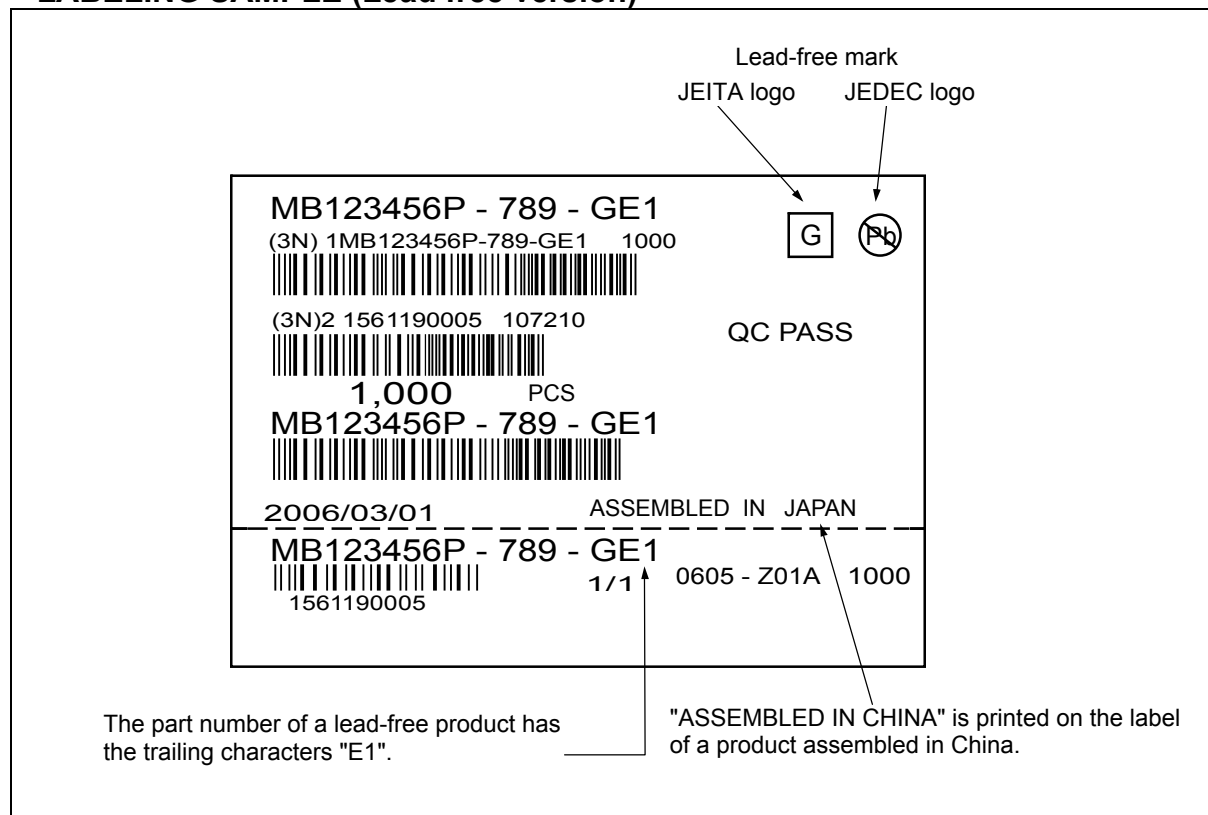 LABELING SAMPLE (Lead free version)
Lead-free mark
JEITA logo JEDEC logo
MB123456P - 789 - GE1
(3N) 1MB123456P-789-GE1 1000
G Pb
(3N)2 1561190005 107210
QC PASS
1,000 PCS
MB123456P - 789 - GE1
2006/03/01 ASSEMBLED IN JAPAN
MB123456P - 789 - GE1
1/1 0605 - Z01A 1000
1561190005
The part number of a lead-free product has
the trailing characters "E1".
"ASSEMBLED IN CHINA" is printed on the label
of a product assembled in China.